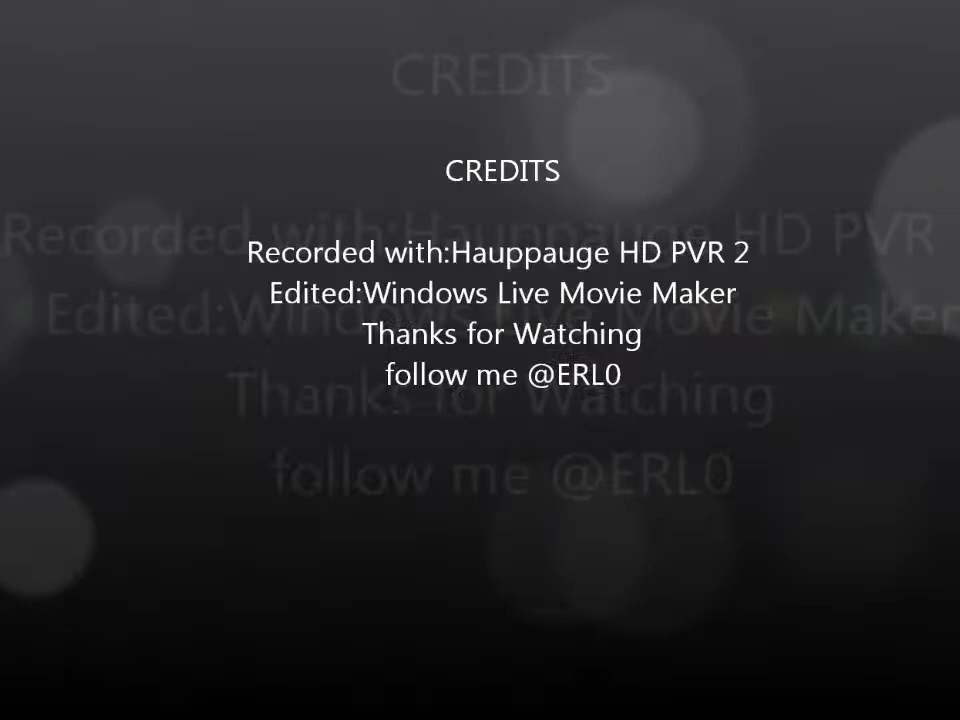 CREDITS
Recorded with:Hauppauge HD PVR 2
Edited:Windows Live Movie Maker
Thanks for Watching
follow me @ERL0